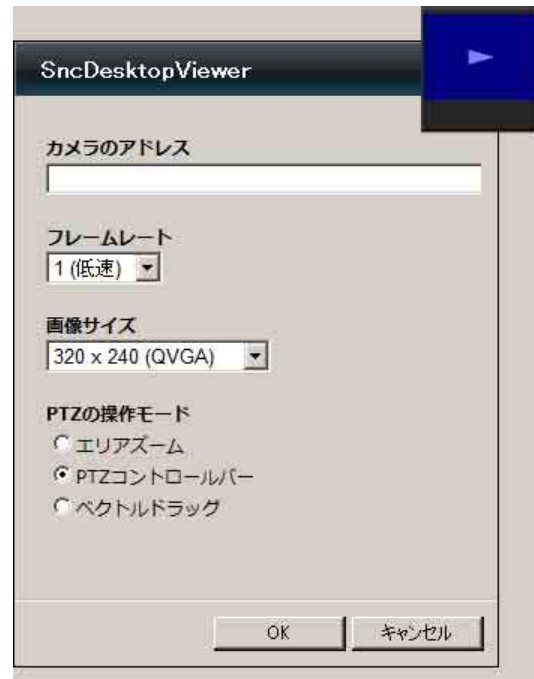 SncDesktopViewer
カメラのアドレス
フレームレート
1 (低速)
画像サイズ
320 x 240 (QVGA)
PTZの操作モード
エリアズーム
PTZコントロールバー
ベクトルドラッグ
OK キャンセル